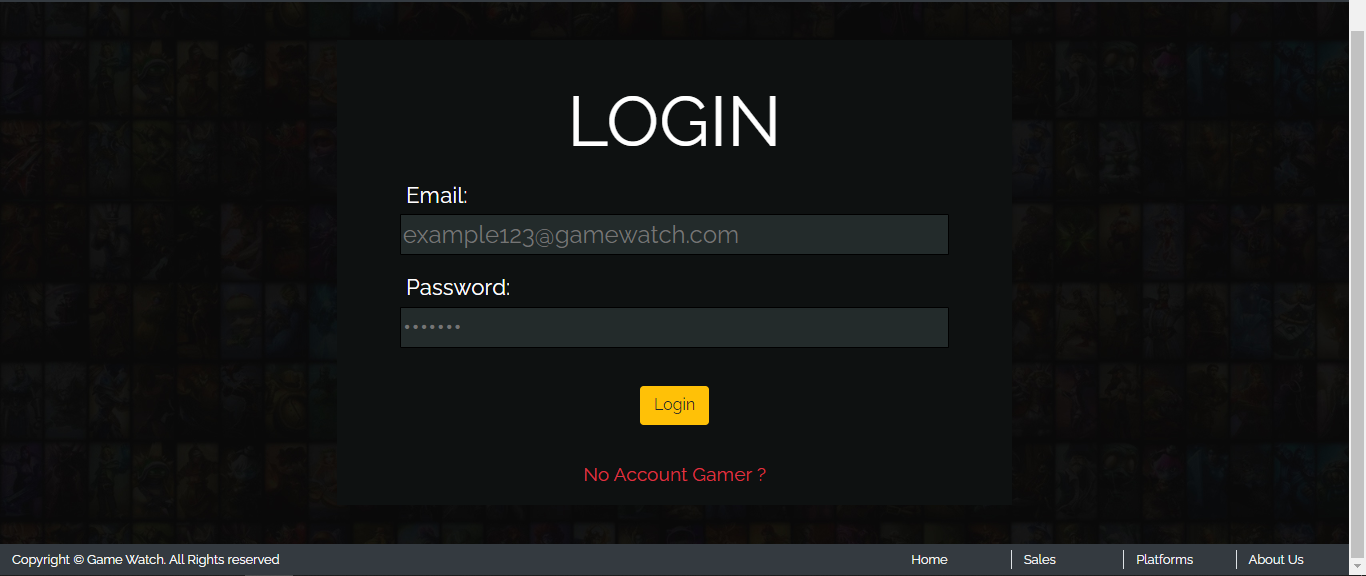 LOGIN
Email:
example123@gamewatch.com
Password:
•••••••
Login
No Account Gamer ?
Copyright © Game Watch. All Rights reserved Home Sales Platforms About Us